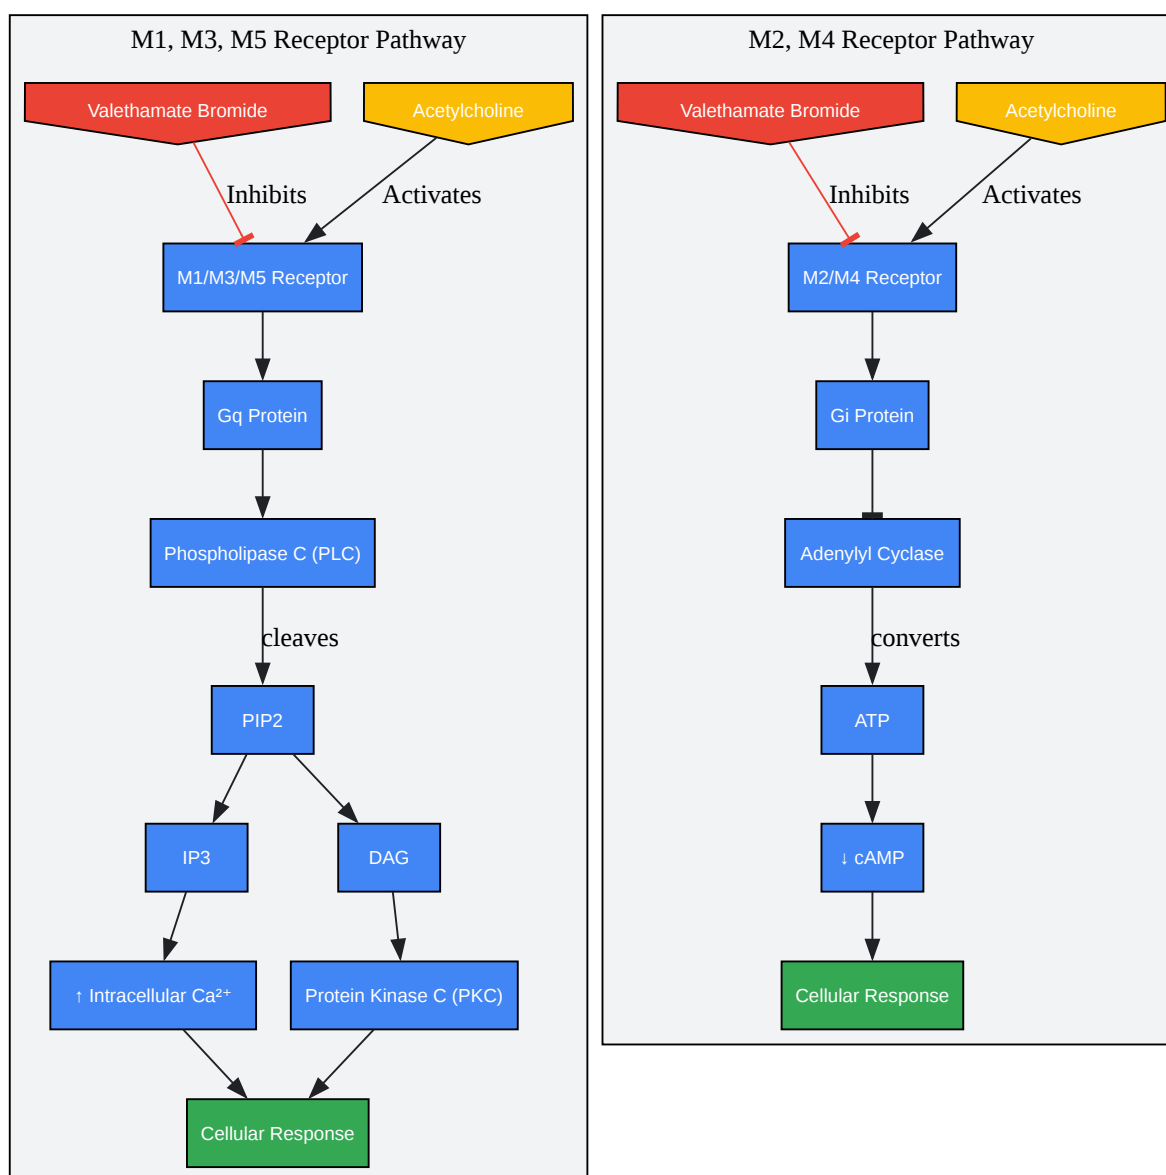 M1, M3, M5 Receptor Pathway
Valethamate Bromide
Acetylcholine
Inhibits
Activates
M1/M3/M5 Receptor
Gq Protein
Phospholipase C (PLC)
cleaves
PIP2
IP3
DAG
↑ Intracellular Ca²⁺
Protein Kinase C (PKC)
Cellular Response
M2, M4 Receptor Pathway
Valethamate Bromide
Acetylcholine
Inhibits
Activates
M2/M4 Receptor
Gi Protein
Adenylyl Cyclase
converts
ATP
↓ cAMP
Cellular Response